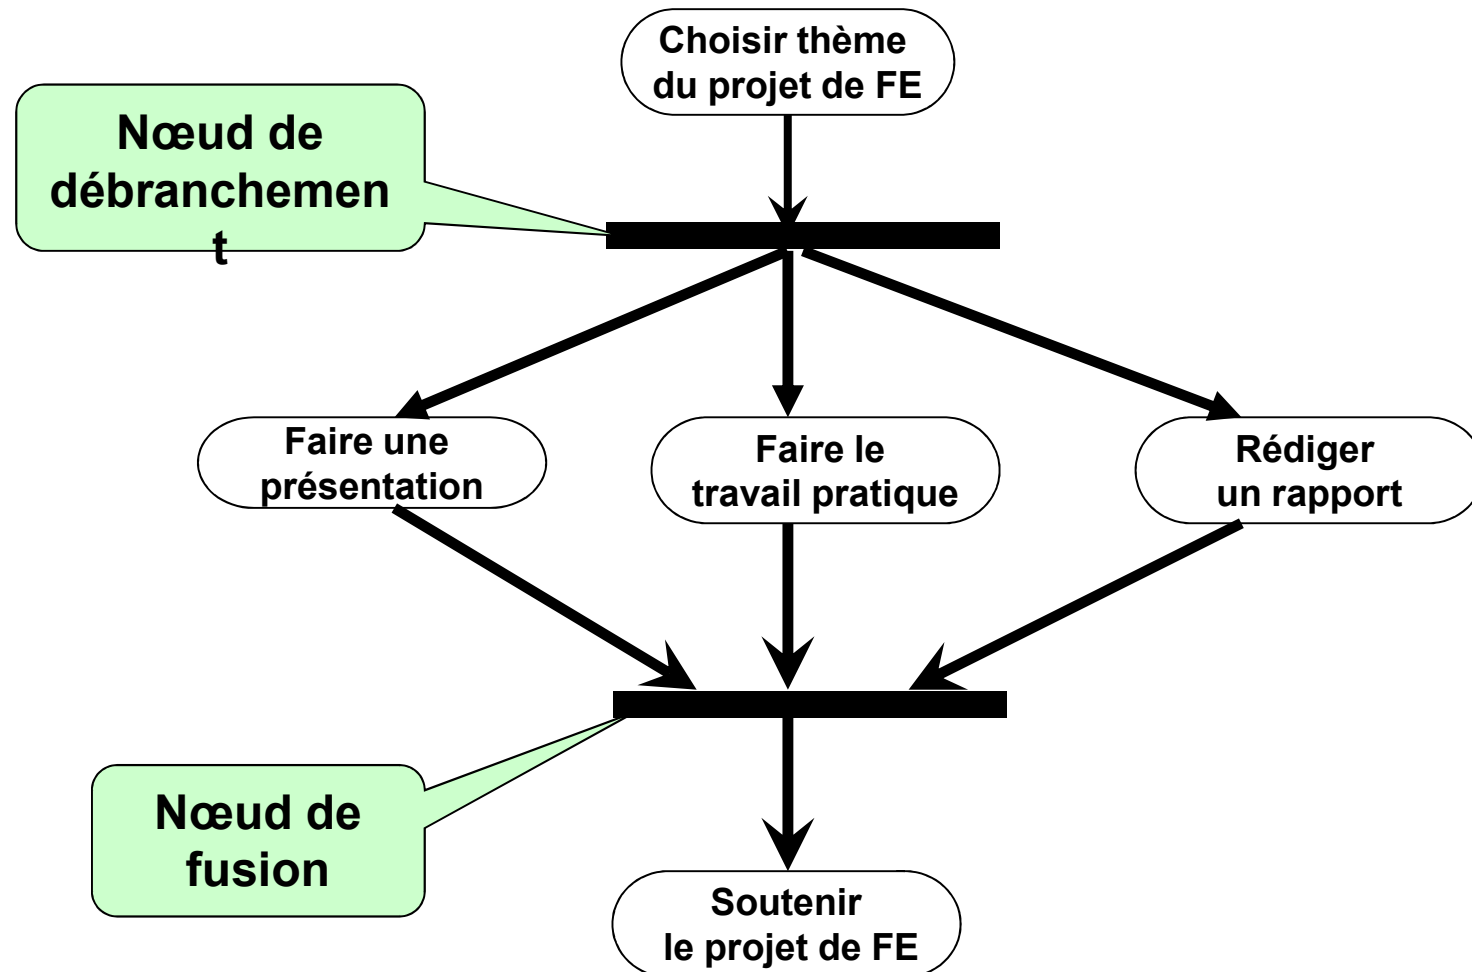 Choisir thème
du projet de FE
Nœud de
débranchemen
t
Faire une
présentation
Faire le
travail pratique
Rédiger
un rapport
Nœud de
fusion
Soutenir
le projet de FE